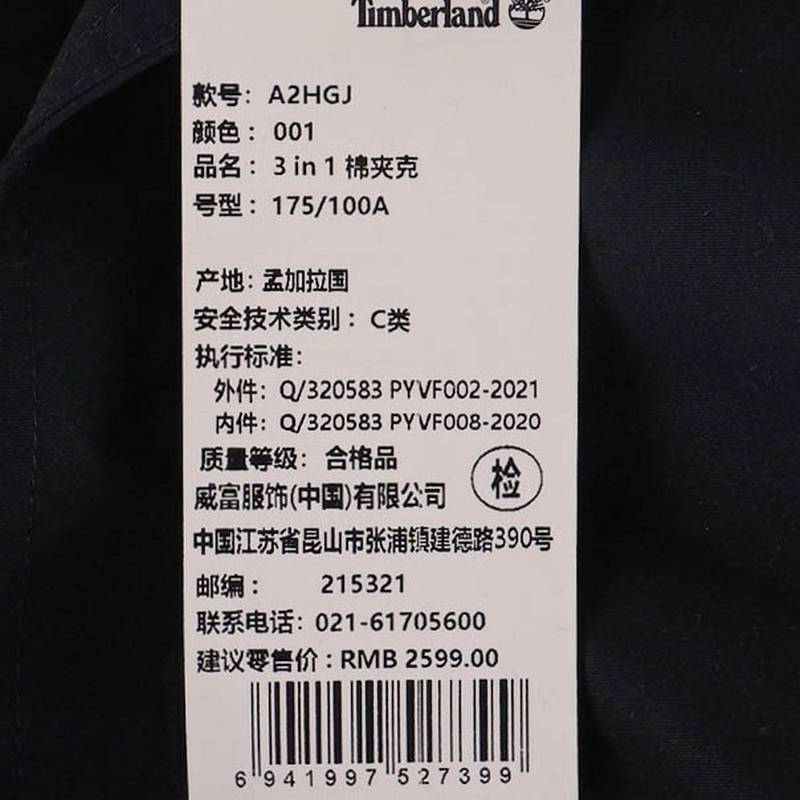 Timberland
款号：A2HGJ
颜色：001
品名：3 in 1 棉夹克
号型：175/100A
产地：孟加拉国
安全技术类别：C类
执行标准：
外件：Q/320583 PYVF002-2021
内件：Q/320583 PYVF008-2020
质量等级：合格品
检
威富服饰(中国)有限公司
中国江苏省昆山市张浦镇建德路390号
邮编：215321
联系电话：021-61705600
建议零售价：RMB 2599.00
6 941997 527399